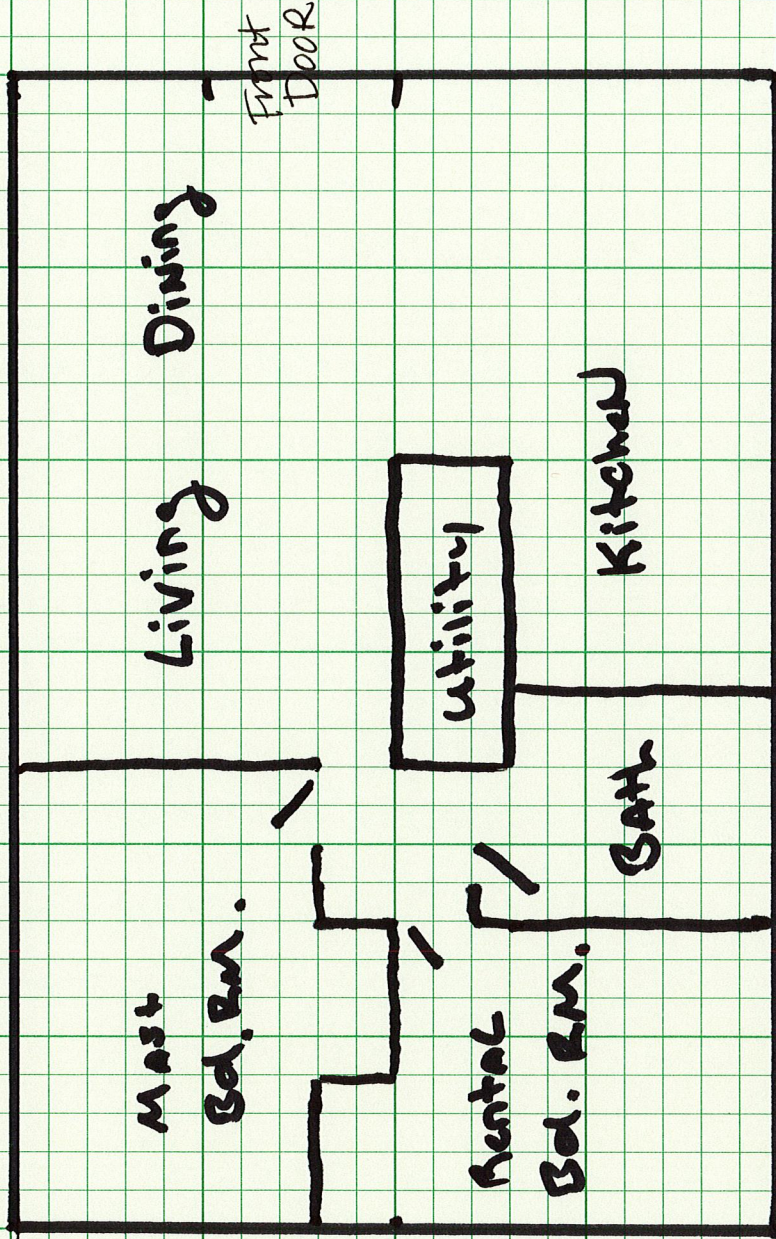 Front
Door
Dining
Living
Kitchen
Utility
Bath
Mast
Bd. Rm.
Rental
Bd. RM.